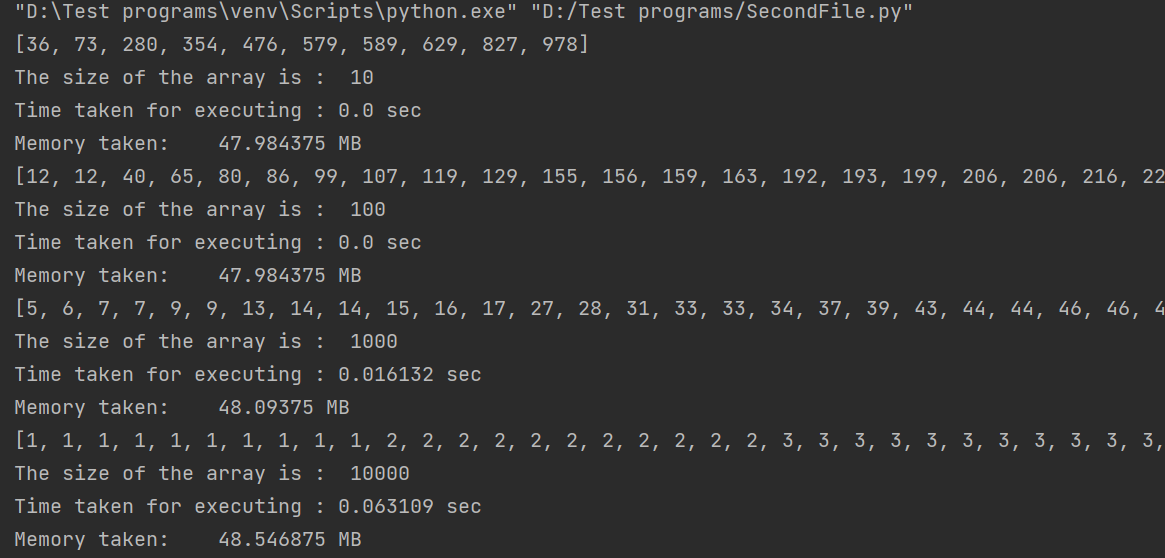 "D:\Test programs\venv\Scripts\python.exe" "D:/Test programs/SecondFile.py"
[36, 73, 280, 354, 476, 579, 589, 629, 827, 978]
The size of the array is :  10
Time taken for executing : 0.0 sec
Memory taken:    47.984375 MB
[12, 12, 40, 65, 80, 86, 99, 107, 119, 129, 155, 156, 159, 163, 192, 193, 199, 206, 206, 216, 22
The size of the array is :  100
Time taken for executing : 0.0 sec
Memory taken:    47.984375 MB
[5, 6, 7, 7, 9, 9, 13, 14, 14, 15, 16, 17, 27, 28, 31, 33, 33, 34, 37, 39, 43, 44, 44, 46, 46, 4
The size of the array is :  1000
Time taken for executing : 0.016132 sec
Memory taken:    48.09375 MB
[1, 1, 1, 1, 1, 1, 1, 1, 1, 1, 2, 2, 2, 2, 2, 2, 2, 2, 2, 2, 2, 3, 3, 3, 3, 3, 3, 3, 3, 3, 3, 3,
The size of the array is :  10000
Time taken for executing : 0.063109 sec
Memory taken:    48.546875 MB